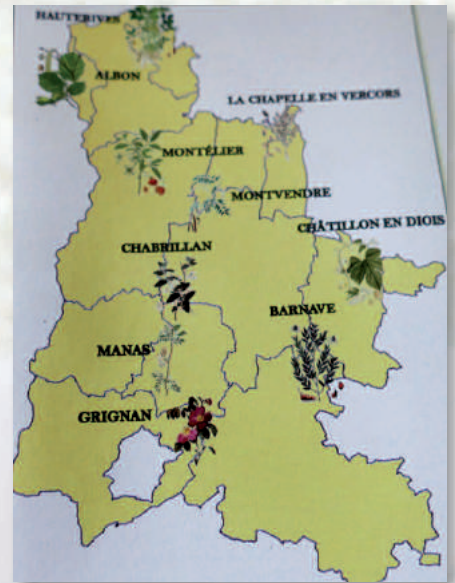 HAUTERIVES
ALBON
LA CHAPELLE EN VERCORS
MONTÉLIER
MONTVENDRE
CHÂTILLON EN DIOIS
CHABRILLAN
BARNAVE
MANAS
GRIGNAN